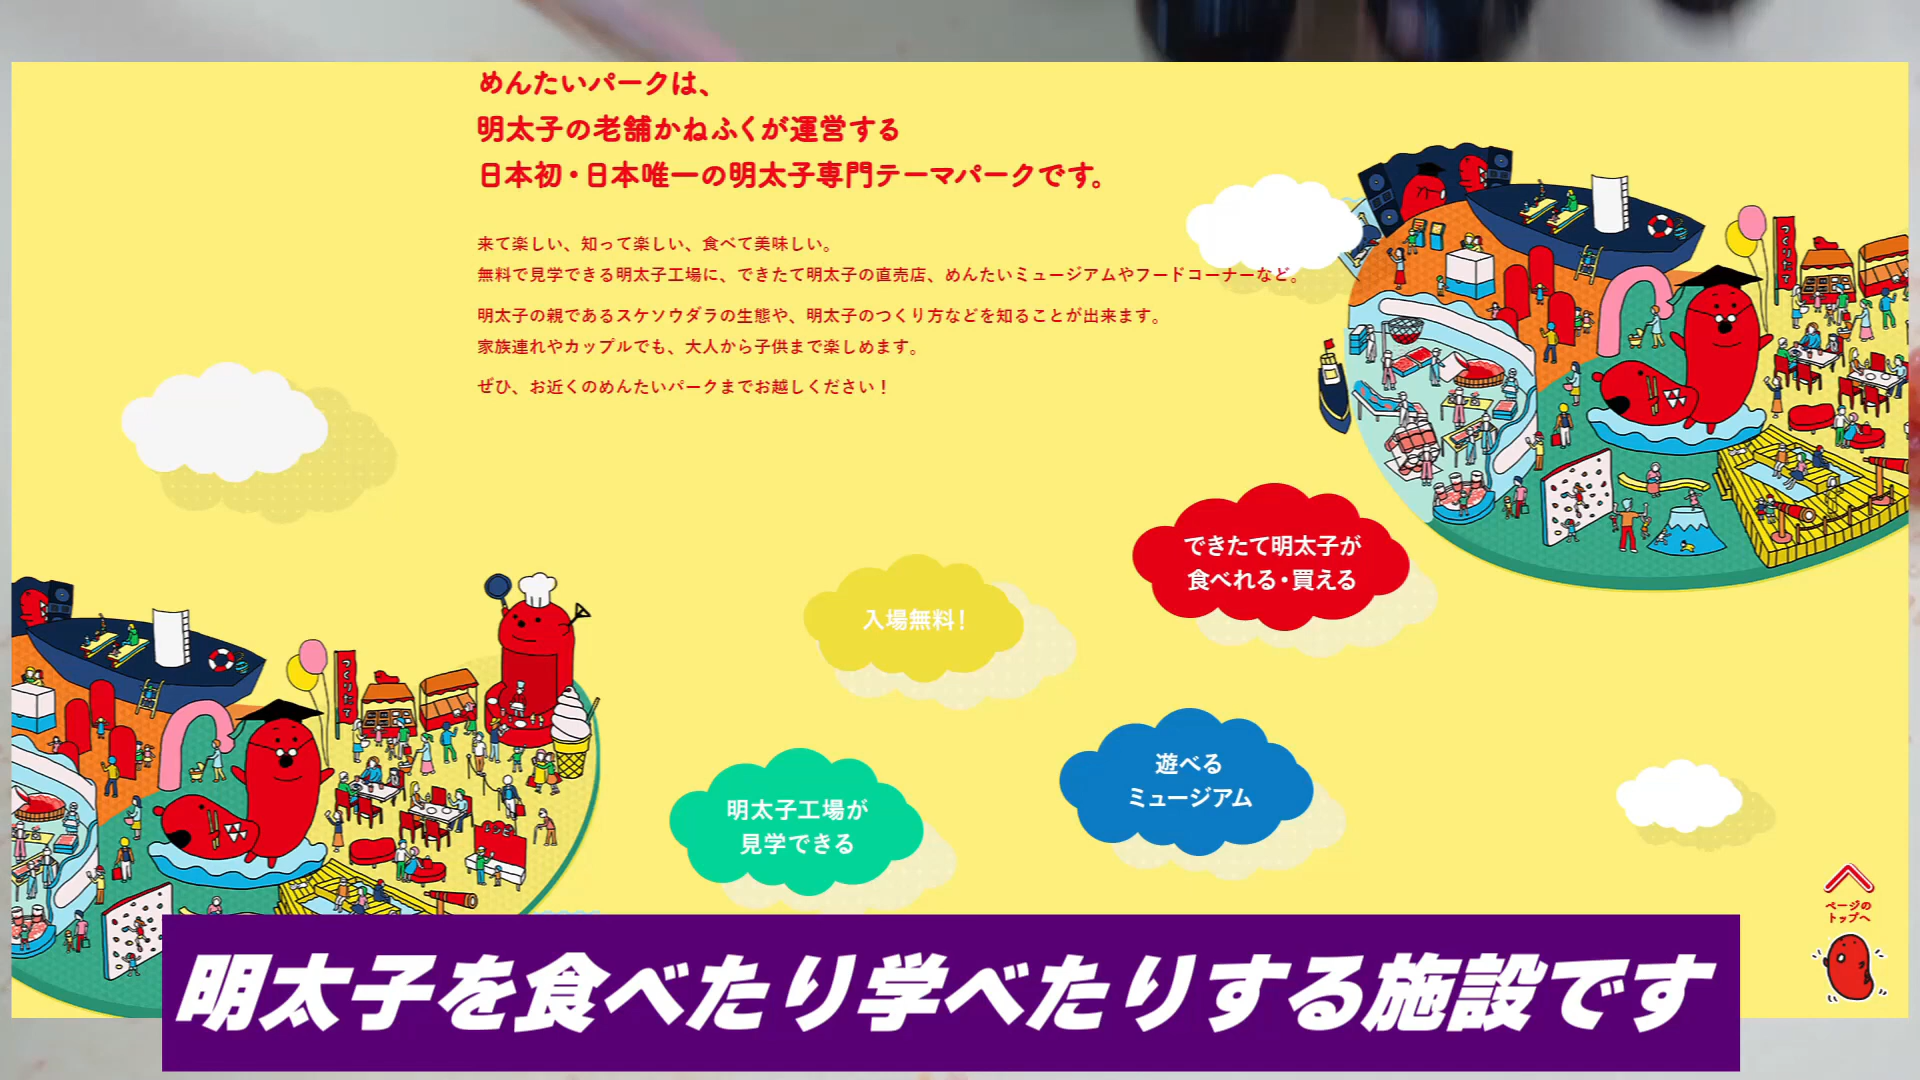 めんたいパークは、
明太子の老舗かねふくが運営する
日本初・日本唯一の明太子専門テーマパークです。
来て楽しい、知って楽しい、食べて美味しい。
無料で見学できる明太子工場に、できたて明太子の直売店、めんたいミュージアムやフードコーナーなど。
明太子の親であるスケソウダラの生態や、明太子のつくり方などを知ることが出来ます。
家族連れやカップルでも、大人から子供まで楽しめます。
ぜひ、お近くのめんたいパークまでお越しください！
つくりたて
できたて明太子が
食べれる・買える
入場無料！
つくりたて
遊べる
ミュージアム
明太子工場が
見学できる
ページの
トップへ
明太子を食べたり学べたりする施設です